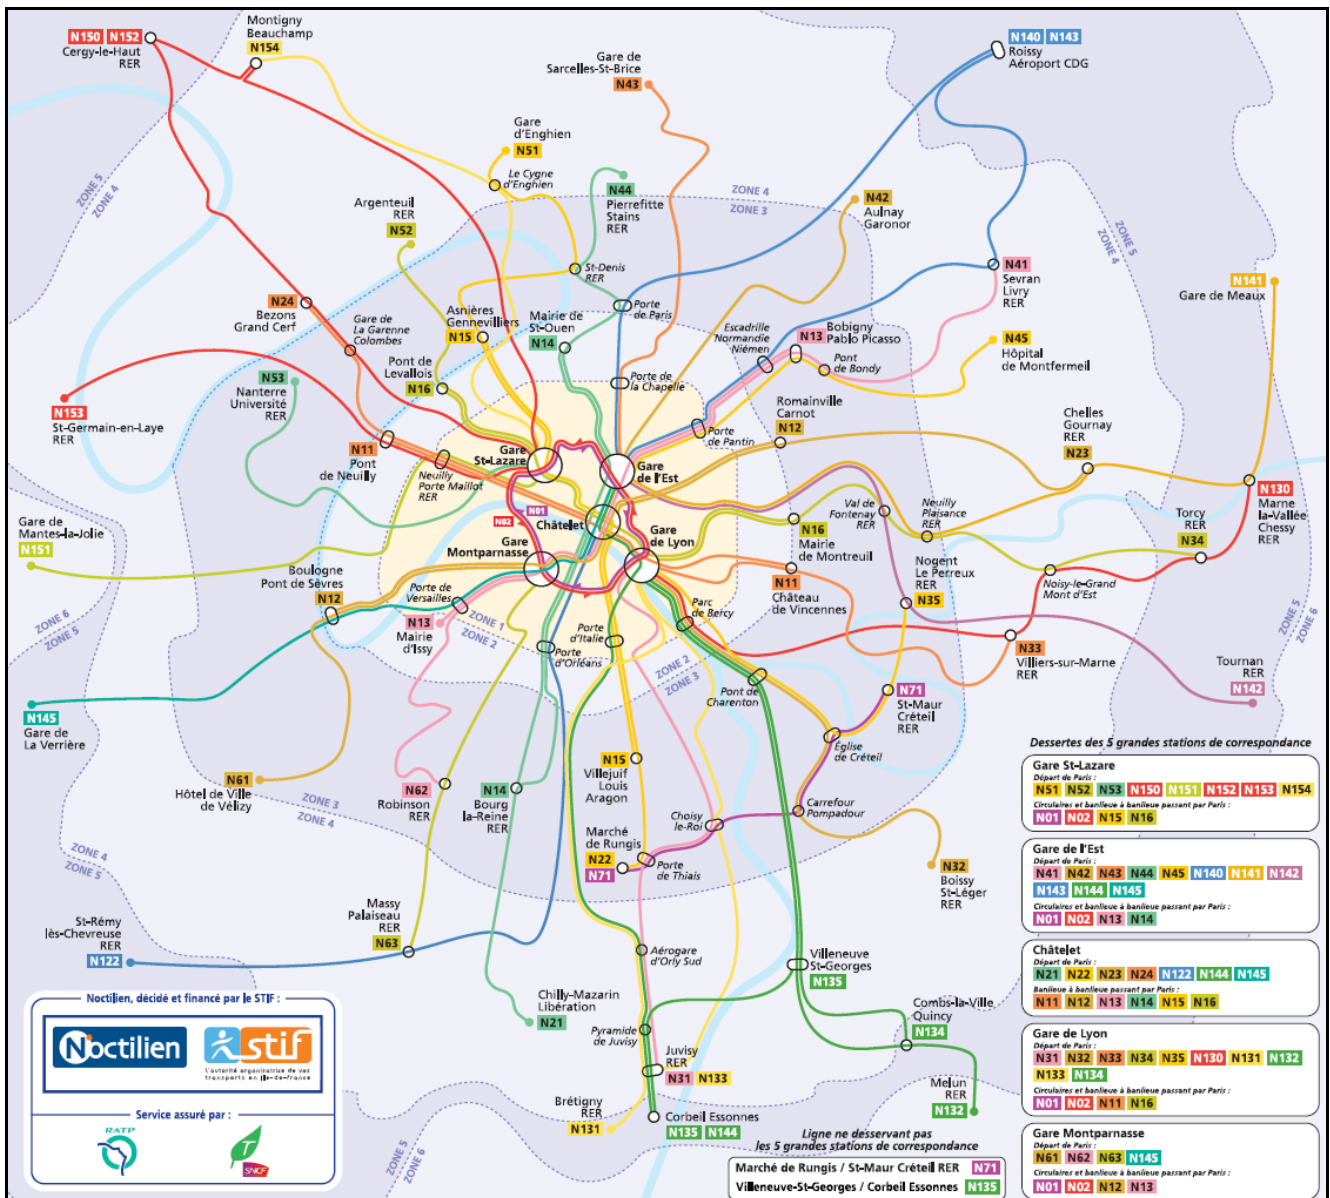 N150 N152
Cergy-le-Haut
RER
Montigny
Beauchamp
N154
Gare de
Sarcelles-St-Brice
N43
N140 N143
Roissy
Aéroport CDG
Gare
d'Enghien
N51
Le Cygne
d'Enghien
ZONE 5
ZONE 4
N44
Pierrefitte
Stains
RER
ZONE 4
ZONE 3
N42
Aulnay
Garonor
Argenteuil
RER
N52
ZONE 5
ZONE 4
St-Denis
RER
N41
Sevran
Livry
RER
N141
Gare de Meaux
N24
Bezons
Grand Cerf
Gare de
La Garenne
Colombes
Asnières
Gennevilliers
N15
Mairie de
St-Ouen
N14
Porte
de Paris
Escadrille
Normandie
Niémen
N13
Bobigny
Pablo Picasso
Pont
de Bondy
N45
Hôpital
de Montfermeil
Pont de
Levallois
N16
N53
Nanterre
Université
RER
Porte de
la Chapelle
N153
St-Germain-en-Laye
RER
Romainville
Carnot
N12
Porte
de Pantin
Chelles
Gournay
RER
N23
N11
Pont
de Neuilly
Neuilly
Porte Maillot
RER
Gare
St-Lazare
Gare
de l'Est
N130
Marne
la-Vallée
Chessy
RER
Gare de
Mantes-la-Jolie
N151
N01
N02
Châtelet
Gare
Montparnasse
Gare
de Lyon
N16
Mairie
de Montreuil
Val de
Fontenay
RER
Neuilly
Plaisance
RER
Torcy
RER
N34
Boulogne
Pont de Sèvres
N12
Porte de
Versailles
N11
Château
de Vincennes
Nogent
Le Perreux
RER
N35
Noisy-le-Grand
Mont d'Est
ZONE 6
ZONE 5
N13
Mairie
d'Issy
ZONE 1
ZONE 2
Porte
d'Orléans
Porte
d'Italie
Parc
de Bercy
ZONE 2
ZONE 3
Pont de
Charenton
N33
Villiers-sur-Marne
RER
ZONE 5
ZONE 6
Tournan
RER
N142
N145
Gare de
La Verrière
N71
St-Maur
Créteil
RER
Église
de Créteil
N61
Hôtel de Ville
de Vélizy
ZONE 3
ZONE 4
N62
Robinson
RER
N14
Bourg
la-Reine
RER
N15
Villejuif
Louis
Aragon
Choisy
le-Roi
Carrefour
Pompadour
Marché
de Rungis
N22
N71
Porte
de Thiais
N32
Boissy
St-Léger
RER
ZONE 4
ZONE 5
Massy
Palaiseau
RER
N63
St-Rémy
lès-Chevreuse
RER
N122
Aérogare
d'Orly Sud
Villeneuve
St-Georges
N135
Chilly-Mazarin
Libération
N21
Pyramide
de Juvisy
Combs-la-Ville
Quincy
N134
Juvisy
RER
N31 N133
Melun
RER
N132
Brétigny
RER
N131
Corbeil Essonnes
N135 N144
ZONE 5
ZONE 6
Noctilien, décidé et financé par le STIF :
Noctilien
stif
L'autorité organisatrice de vos
transports en Ile-de-France
Service assuré par :
RATP
T
SNCF
Ligne ne desservant pas
les 5 grandes stations de correspondance
Marché de Rungis / St-Maur Créteil RER N71
Villeneuve-St-Georges / Corbeil Essonnes N135
Dessertes des 5 grandes stations de correspondance
Gare St-Lazare
Départ de Paris :
N51 N52 N53 N150 N151 N152 N153 N154
Circulaires et banlieue à banlieue passant par Paris :
N01 N02 N15 N16
Gare de l'Est
Départ de Paris :
N41 N42 N43 N44 N45 N140 N141 N142
N143 N144 N145
Circulaires et banlieue à banlieue passant par Paris :
N01 N02 N13 N14
Châtelet
Départ de Paris :
N21 N22 N23 N24 N122 N144 N145
Banlieue à banlieue passant par Paris :
N11 N12 N13 N14 N15 N16
Gare de Lyon
Départ de Paris :
N31 N32 N33 N34 N35 N130 N131 N132
N133 N134
Circulaires et banlieue à banlieue passant par Paris :
N01 N02 N11 N16
Gare Montparnasse
Départ de Paris :
N61 N62 N63 N145
Circulaires et banlieue à banlieue passant par Paris :
N01 N02 N12 N13